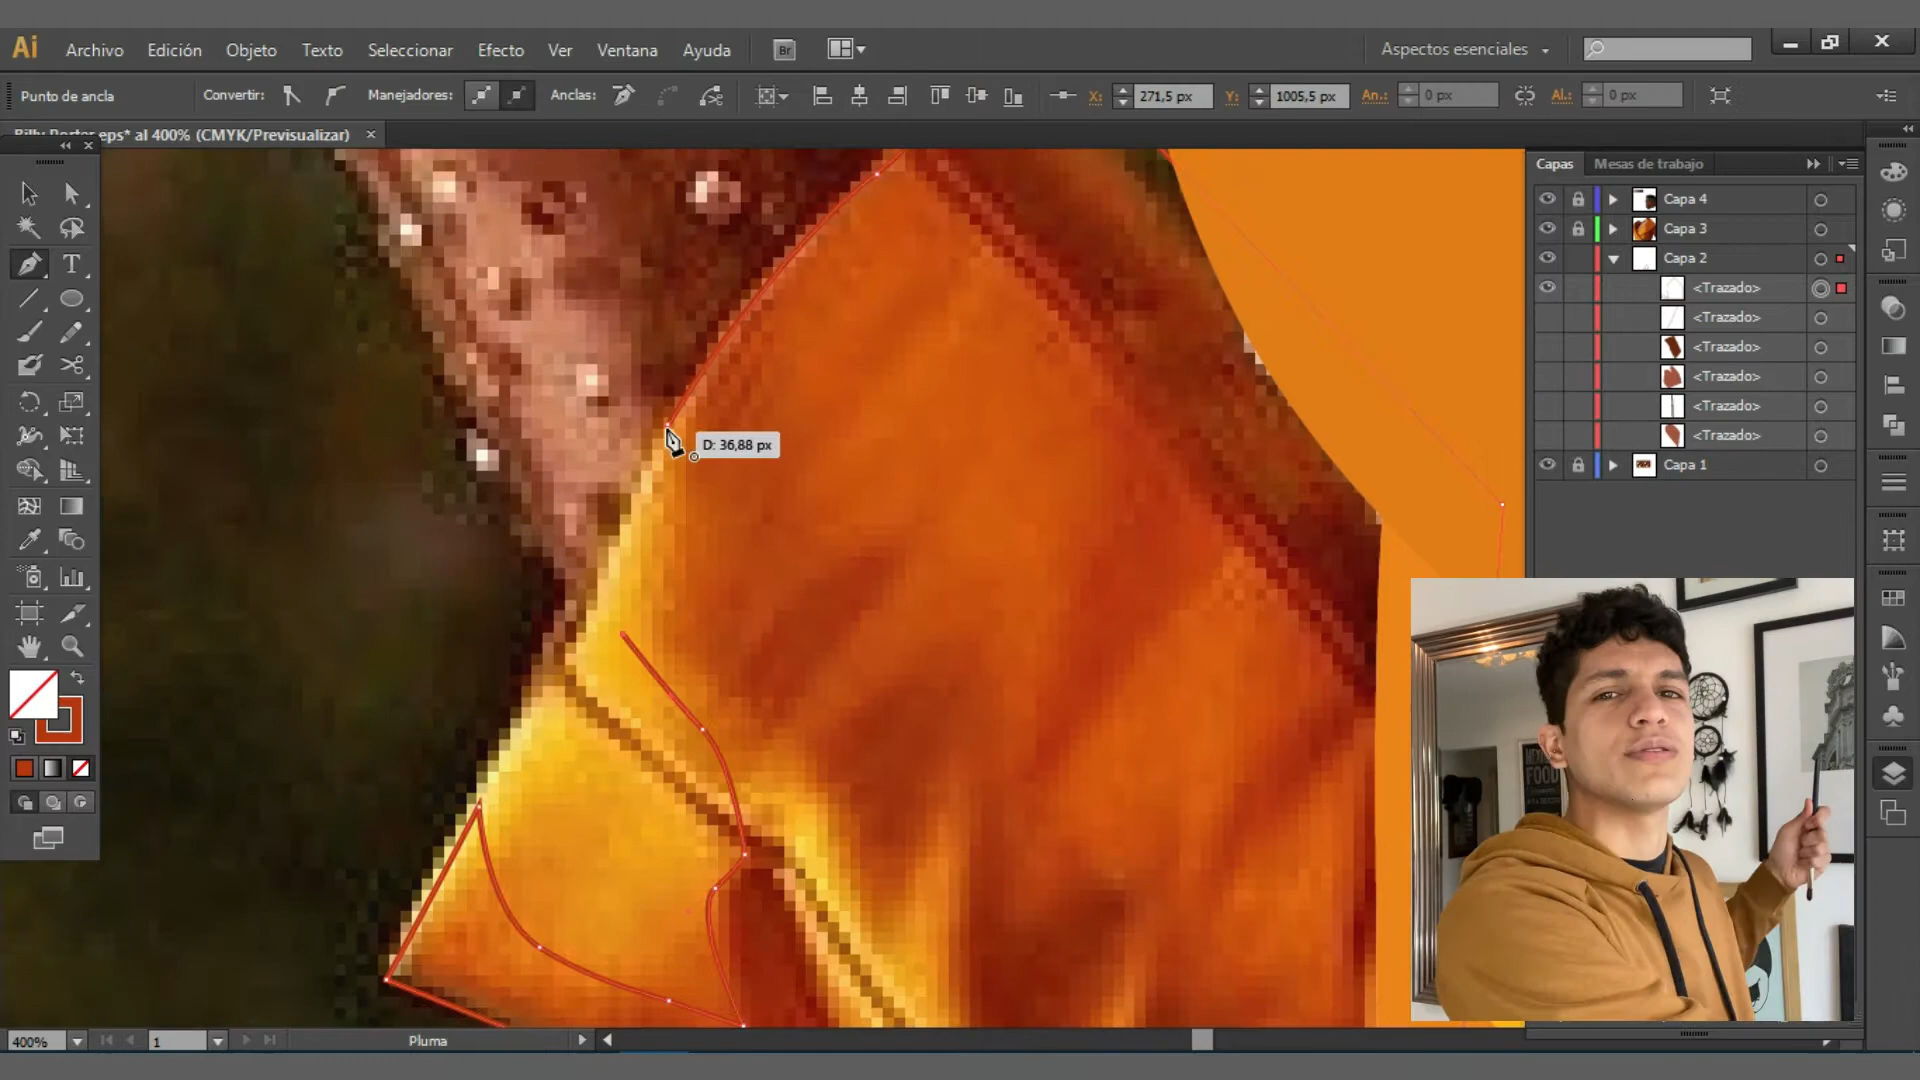 Ai Archivo Edición Objeto Texto Seleccionar Efecto Ver Ventana Ayuda Br Aspectos esenciales
Punto de ancla Convertir: Manejadores: Anclas: X: 271,5 px Y: 1005,5 px An.: 0 px Al.: 0 px
Billy Porter.eps* al 400% (CMYK/Previsualizar)
Capas Mesas de trabajo
Capa 4
Capa 3
Capa 2
<Trazado>
<Trazado>
<Trazado>
<Trazado>
<Trazado>
<Trazado>
Capa 1
T
D: 36,88 px
FOOD
400% 1 Pluma